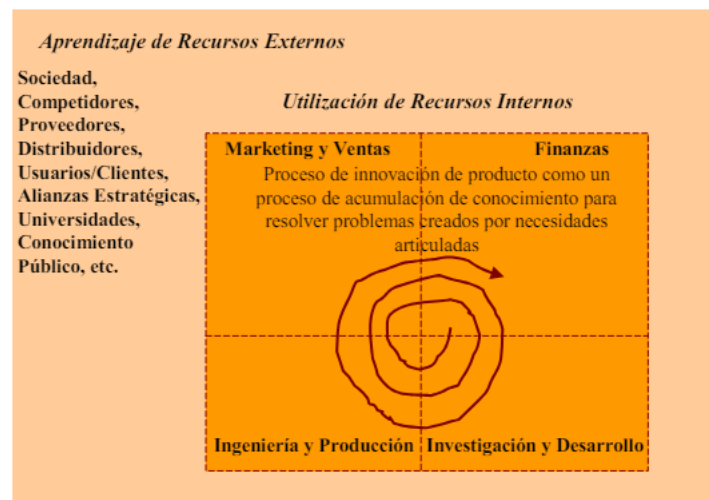 Aprendizaje de Recursos Externos
Sociedad,
Competidores,
Proveedores,
Distribuidores,
Usuarios/Clientes,
Alianzas Estratégicas,
Universidades,
Conocimiento
Público, etc.
Utilización de Recursos Internos
Marketing y Ventas
Finanzas
Proceso de innovación de producto como un
proceso de acumulación de conocimiento para
resolver problemas creados por necesidades
articuladas
Ingeniería y Producción
Investigación y Desarrollo